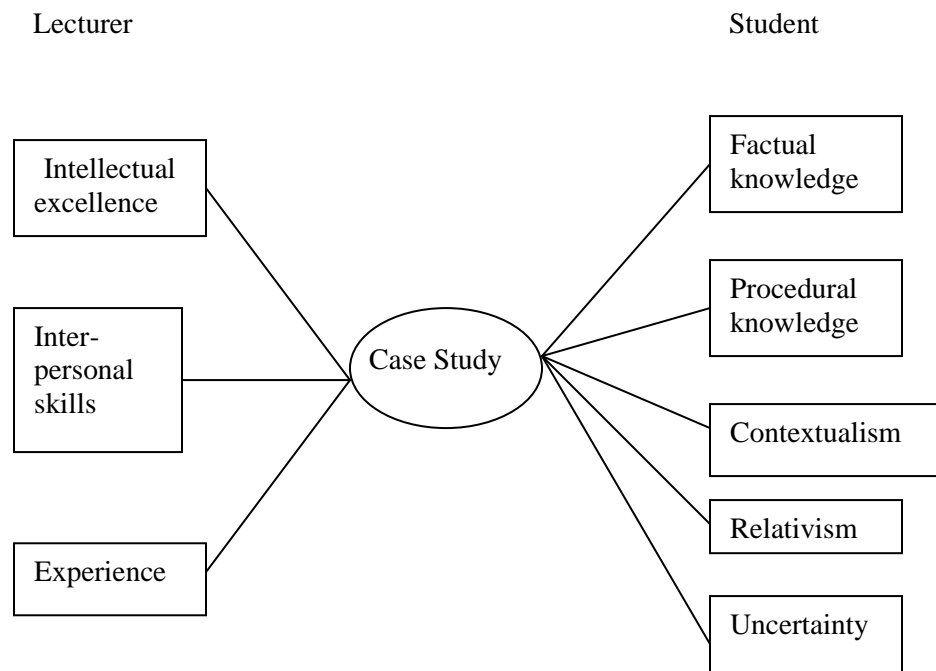 Lecturer
Student
Intellectual
excellence
Inter-
personal
skills
Experience
Case Study
Factual
knowledge
Procedural
knowledge
Contextualism
Relativism
Uncertainty